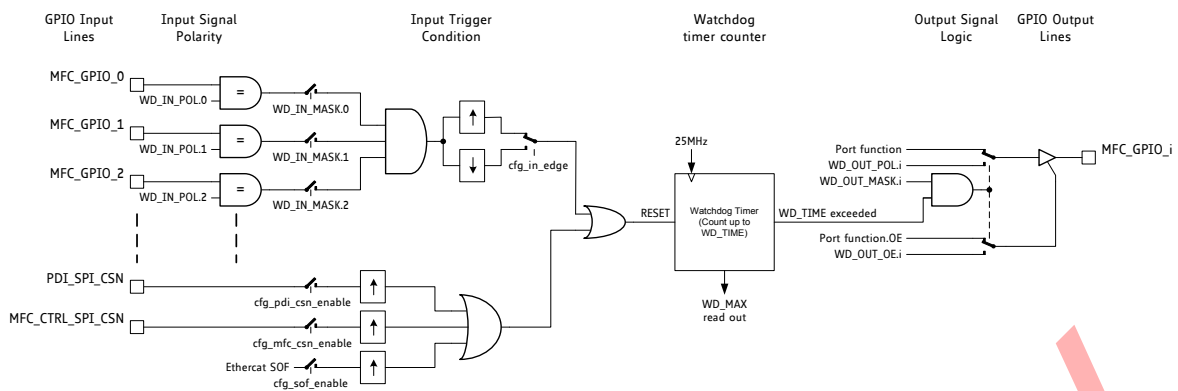 GPIO Input Lines
Input Signal Polarity
Input Trigger Condition
Watchdog timer counter
Output Signal Logic
GPIO Output Lines
MFC_GPIO_0
WD_IN_POL.0
=
WD_IN_MASK.0
MFC_GPIO_1
WD_IN_POL.1
=
WD_IN_MASK.1
MFC_GPIO_2
WD_IN_POL.2
=
WD_IN_MASK.2
↑
↓
cfg_in_edge
PDI_SPI_CSN
cfg_pdi_csn_enable
↑
MFC_CTRL_SPI_CSN
cfg_mfc_csn_enable
↑
Ethercat SOF
cfg_sof_enable
↑
RESET
25MHz
Watchdog Timer
(Count up to
WD_TIME)
WD_TIME exceeded
WD_MAX
read out
Port function
WD_OUT_POL.i
WD_OUT_MASK.i
Port function.OE
WD_OUT_OE.i
MFC_GPIO_i